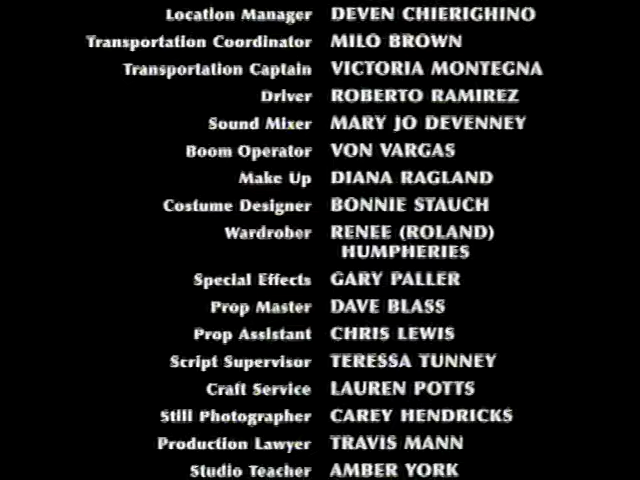 Location Manager DEVEN CHIERIGHINO
Transportation Coordinator MILO BROWN
Transportation Captain VICTORIA MONTEGNA
Driver ROBERTO RAMIREZ
Sound Mixer MARY JO DEVENNEY
Boom Operator VON VARGAS
Make Up DIANA RAGLAND
Costume Designer BONNIE STAUCH
Wardrober RENEE (ROLAND)
HUMPHERIES
Special Effects GARY PALLER
Prop Master DAVE BLASS
Prop Assistant CHRIS LEWIS
Script Supervisor TERESSA TUNNEY
Craft Service LAUREN POTTS
Still Photographer CAREY HENDRICKS
Production Lawyer TRAVIS MANN
Studio Teacher AMBER YORK